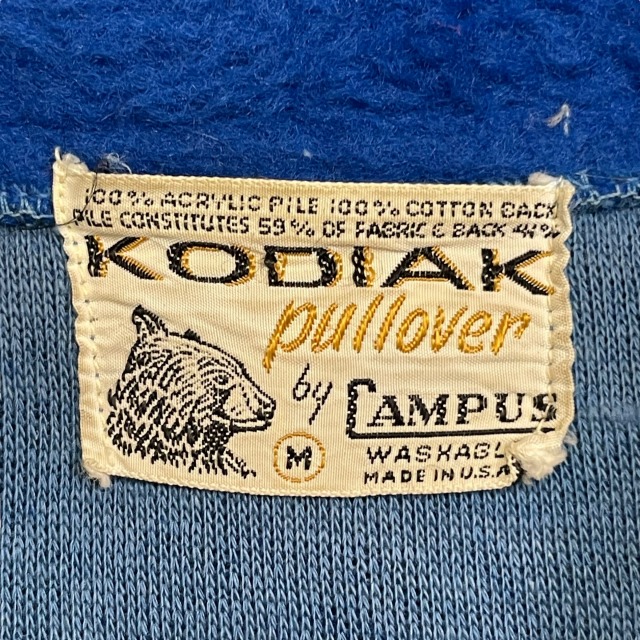 100% ACRYLIC PILE 100% COTTON BACK
PILE CONSTITUTES 59% OF FABRIC & BACK 41%
KODIAK
pullover
by CAMPUS
M
WASHABLE
MADE IN U.S.A.